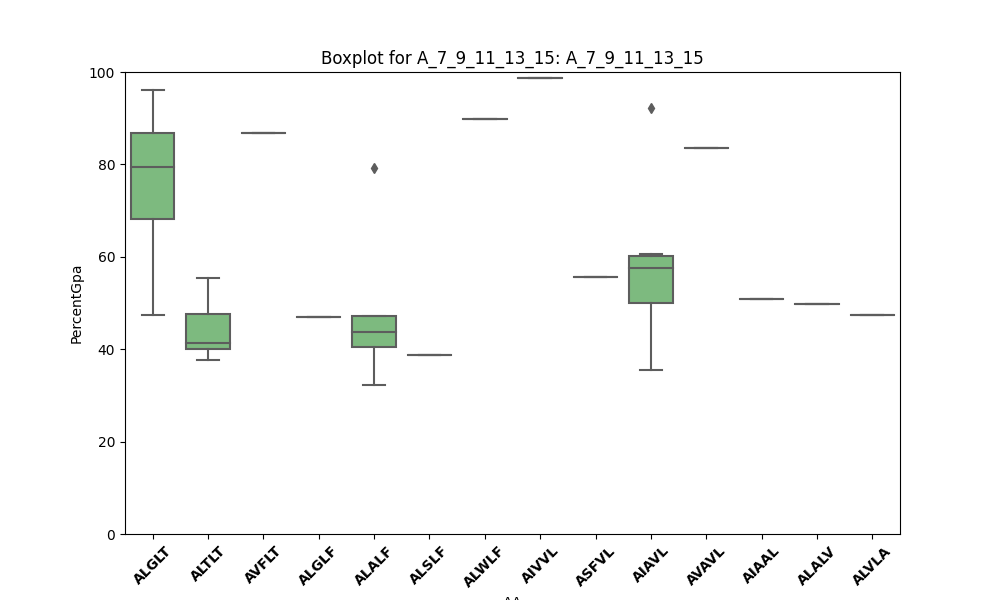 Boxplot for A_7_9_11_13_15: A_7_9_11_13_15
100
80
60
40
20
0
PercentGpa
ALGLT
ALTLT
AVFLT
ALGLF
ALALF
ALSLF
ALWLF
AIVVL
ASFVL
AIAVL
AVAVL
AIAAL
ALALV
ALVLA